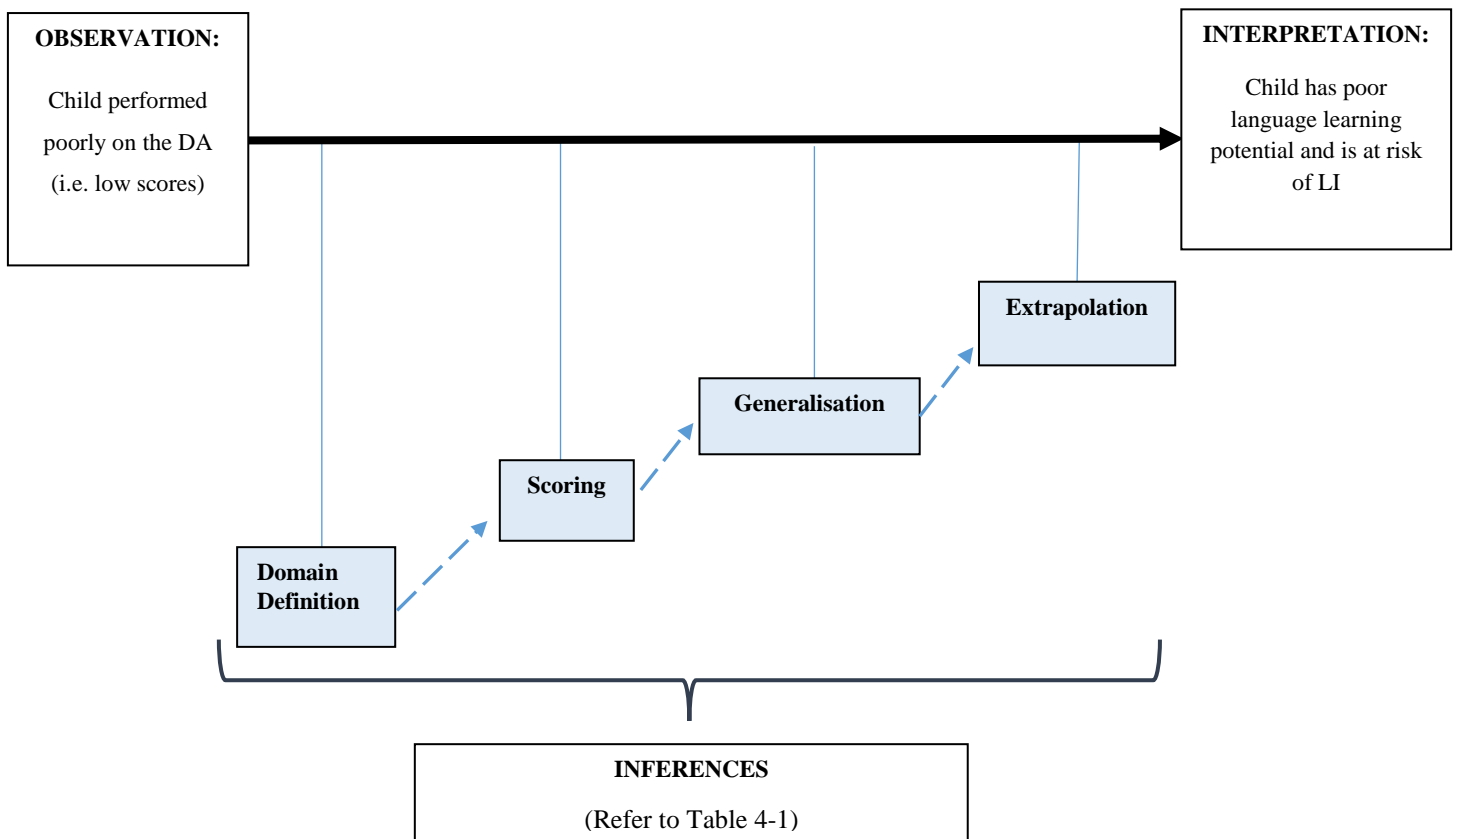 OBSERVATION:
Child performed
poorly on the DA
(i.e. low scores)
INTERPRETATION:
Child has poor
language learning
potential and is at risk
of LI
Extrapolation
Generalisation
Scoring
Domain
Definition
INFERENCES
(Refer to Table 4-1)